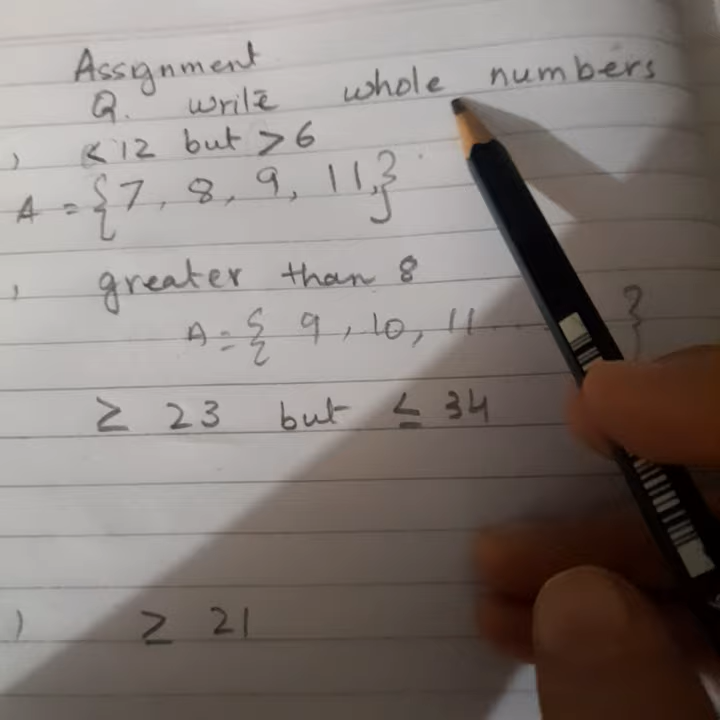 Assignment
Q. write whole numbers
) < 12 but > 6
A = {7, 8, 9, 11,}
) greater than 8
A = { 9, 10, 11 ...... }
≥ 23 but ≤ 34
) ≥ 21